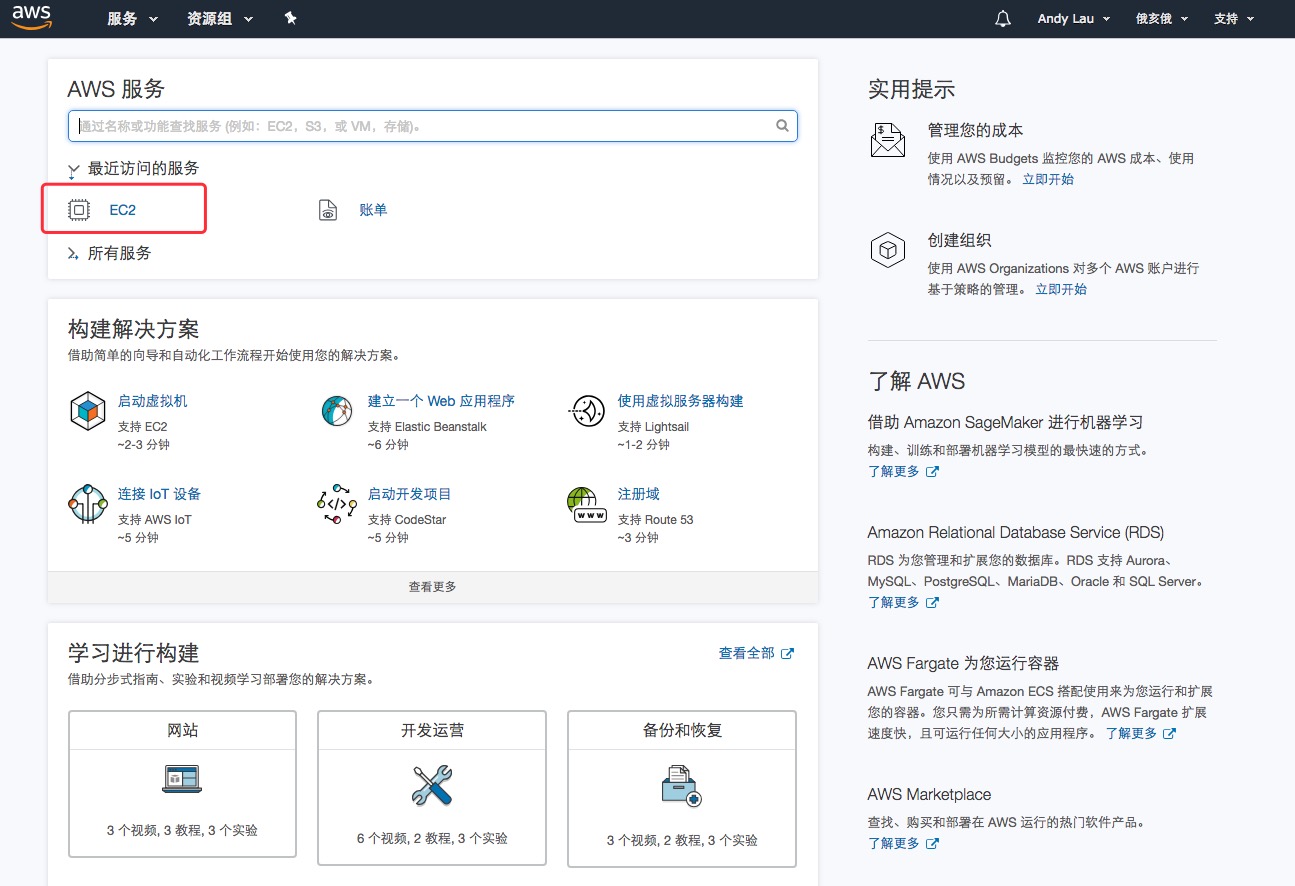 aws 服务 资源组 Andy Lau 俄亥俄 支持
AWS 服务
通过名称或功能查找服务 (例如：EC2，S3，或 VM，存储)。
最近访问的服务
EC2 账单
所有服务
构建解决方案
借助简单的向导和自动化工作流程开始使用您的解决方案。
启动虚拟机
支持 EC2
~2-3 分钟
建立一个 Web 应用程序
支持 Elastic Beanstalk
~6 分钟
使用虚拟服务器构建
支持 Lightsail
~1-2 分钟
连接 IoT 设备
支持 AWS IoT
~5 分钟
启动开发项目
支持 CodeStar
~5 分钟
注册域
支持 Route 53
~3 分钟
WWW
查看更多
学习进行构建
查看全部
借助分步式指南、实验和视频学习部署您的解决方案。
网站
3 个视频, 3 教程, 3 个实验
开发运营
6 个视频, 2 教程, 3 个实验
备份和恢复
3 个视频, 2 教程, 3 个实验
实用提示
管理您的成本
使用 AWS Budgets 监控您的 AWS 成本、使用
情况以及预留。 立即开始
创建组织
使用 AWS Organizations 对多个 AWS 账户进行
基于策略的管理。 立即开始
了解 AWS
借助 Amazon SageMaker 进行机器学习
构建、训练和部署机器学习模型的最快速的方式。
了解更多
Amazon Relational Database Service (RDS)
RDS 为您管理和扩展您的数据库。RDS 支持 Aurora、
MySQL、PostgreSQL、MariaDB、Oracle 和 SQL Server。
了解更多
AWS Fargate 为您运行容器
AWS Fargate 可与 Amazon ECS 搭配使用来为您运行和扩展
您的容器。您只需为所需计算资源付费，AWS Fargate 扩展
速度快，且可运行任何大小的应用程序。 了解更多
AWS Marketplace
查找、购买和部署在 AWS 运行的热门软件产品。
了解更多